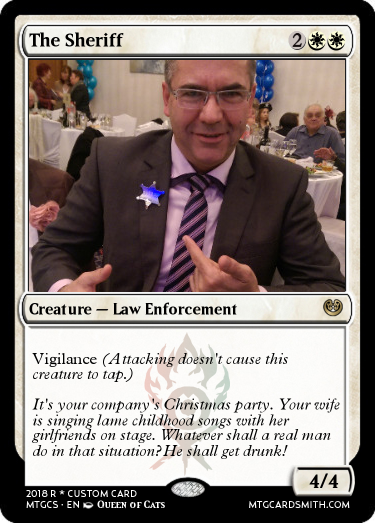 The Sheriff 2
Creature — Law Enforcement
Vigilance (Attacking doesn't cause this
creature to tap.)
It's your company's Christmas party. Your wife
is singing lame childhood songs with her
girlfriends on stage. Whatever shall a real man
do in that situation? He shall get drunk!
4/4
2018 R * CUSTOM CARD
MTGCS • EN QUEEN OF CATS
MTGCARDSMITH.COM